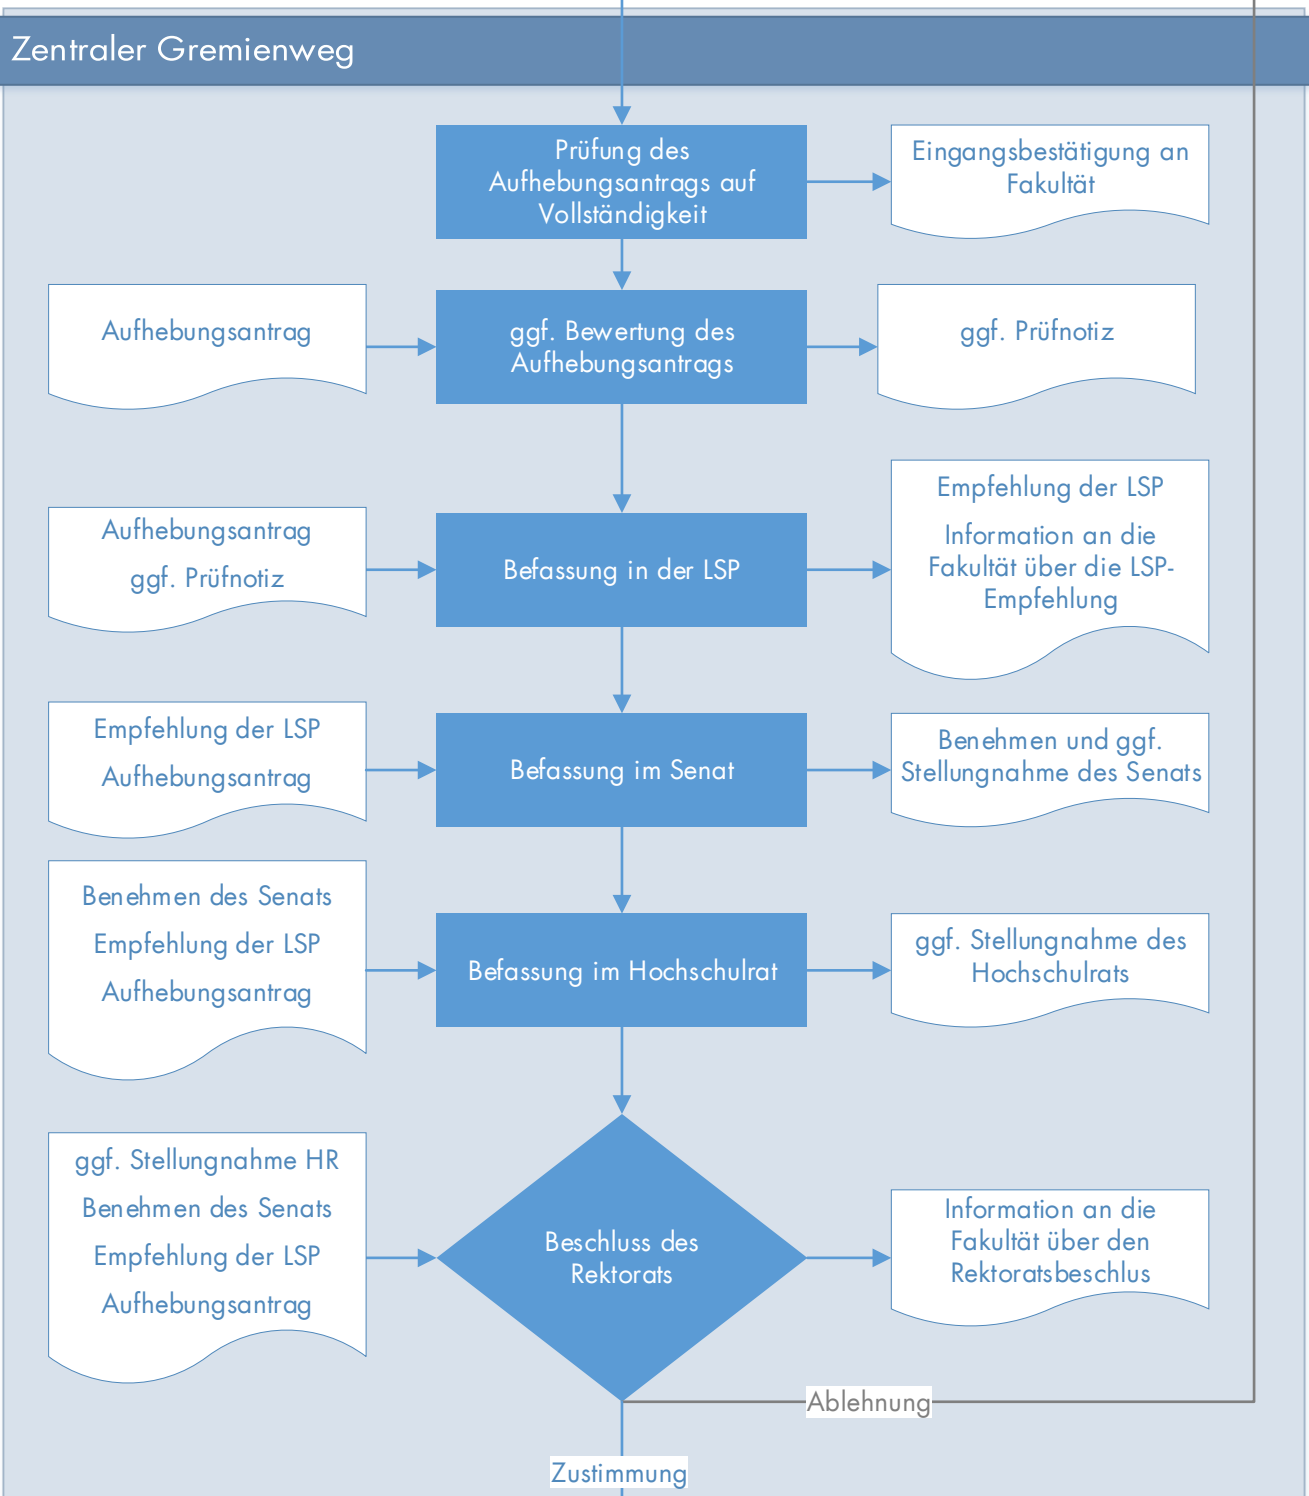 Zentraler Gremienweg
Prüfung des
Aufhebungsantrags auf
Vollständigkeit
Eingangsbestätigung an
Fakultät
Aufhebungsantrag
ggf. Bewertung des
Aufhebungsantrags
ggf. Prüfnotiz
Aufhebungsantrag
ggf. Prüfnotiz
Befassung in der LSP
Empfehlung der LSP
Information an die
Fakultät über die LSP-
Empfehlung
Empfehlung der LSP
Aufhebungsantrag
Befassung im Senat
Benehmen und ggf.
Stellungnahme des Senats
Benehmen des Senats
Empfehlung der LSP
Aufhebungsantrag
Befassung im Hochschulrat
ggf. Stellungnahme des
Hochschulrats
ggf. Stellungnahme HR
Benehmen des Senats
Empfehlung der LSP
Aufhebungsantrag
Beschluss des
Rektorats
Information an die
Fakultät über den
Rektoratsbeschlus
Ablehnung
Zustimmung